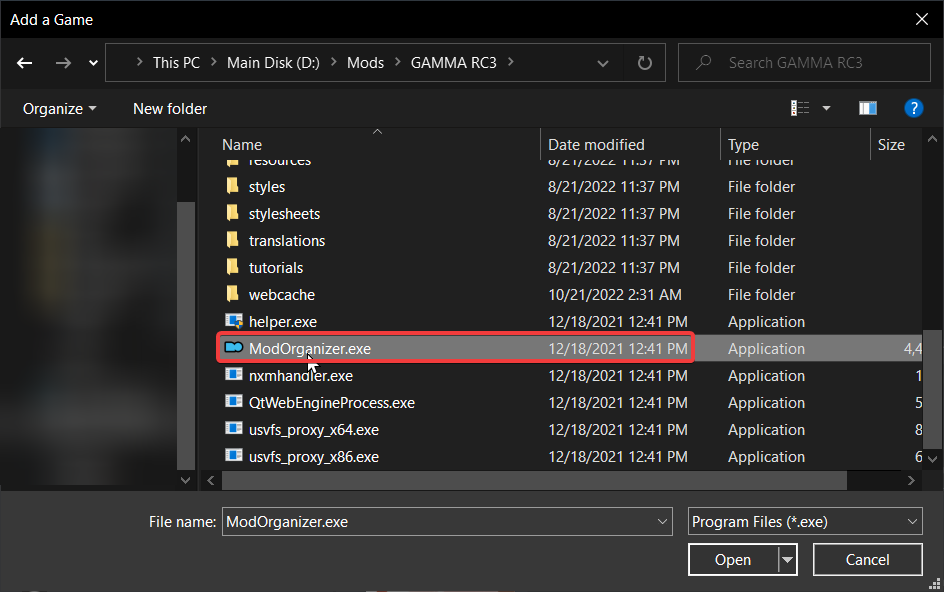 Add a Game
This PC > Main Disk (D:) > Mods > GAMMA RC3 >
Search GAMMA RC3
Organize
New folder
?
Name Date modified Type Size
resources 8/21/2022 11:37 PM File folder
styles 8/21/2022 11:37 PM File folder
stylesheets 8/21/2022 11:37 PM File folder
translations 8/21/2022 11:37 PM File folder
tutorials 8/21/2022 11:37 PM File folder
webcache 10/21/2022 2:31 AM File folder
helper.exe 12/18/2021 12:41 PM Application
ModOrganizer.exe 12/18/2021 12:41 PM Application 4,4
nxmhandler.exe 12/18/2021 12:41 PM Application 1
QtWebEngineProcess.exe 12/18/2021 12:41 PM Application 5
usvfs_proxy_x64.exe 12/18/2021 12:41 PM Application 8
usvfs_proxy_x86.exe 12/18/2021 12:41 PM Application 6
File name: ModOrganizer.exe
Program Files (*.exe)
Open
Cancel